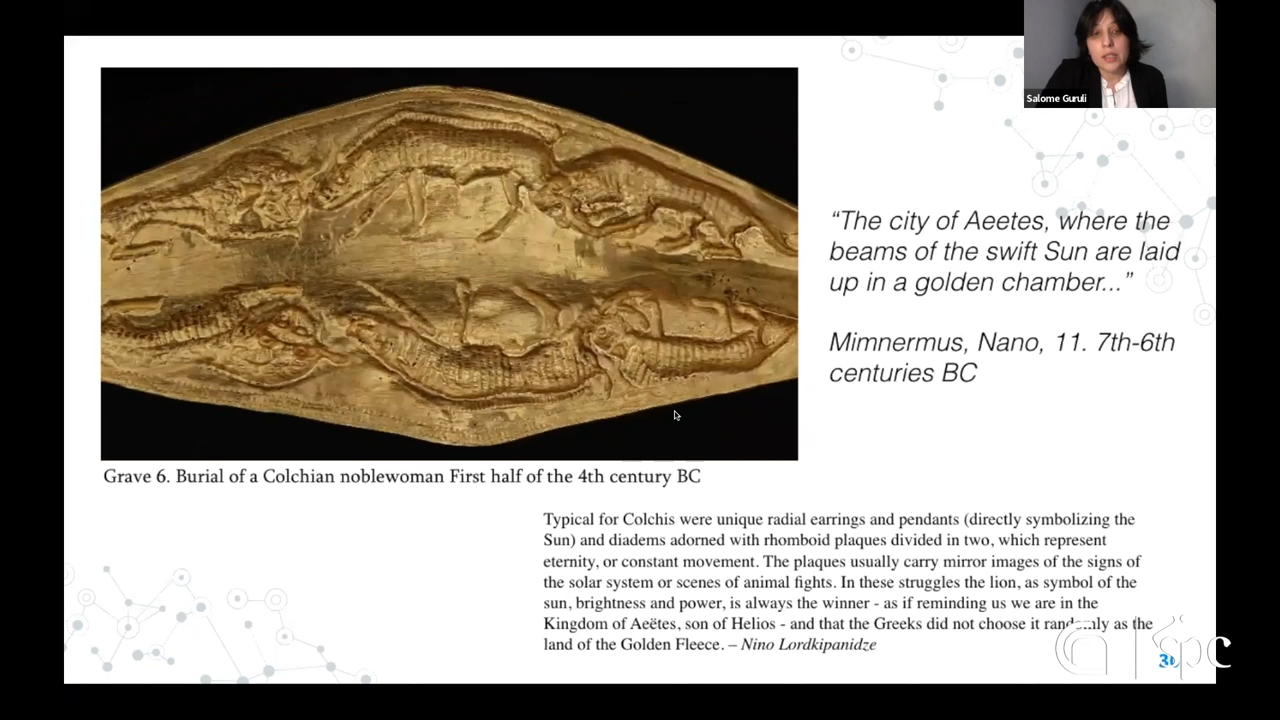 Salome Guruli
“The city of Aeetes, where the
beams of the swift Sun are laid
up in a golden chamber...”
Mimnermus, Nano, 11. 7th-6th
centuries BC
Grave 6. Burial of a Colchian noblewoman First half of the 4th century BC
Typical for Colchis were unique radial earrings and pendants (directly symbolizing the
Sun) and diadems adorned with rhomboid plaques divided in two, which represent
eternity, or constant movement. The plaques usually carry mirror images of the signs of
the solar system or scenes of animal fights. In these struggles the lion, as symbol of the
sun, brightness and power, is always the winner - as if reminding us we are in the
Kingdom of Aeëtes, son of Helios - and that the Greeks did not choose it randomly as the
land of the Golden Fleece. – Nino Lordkipanidze